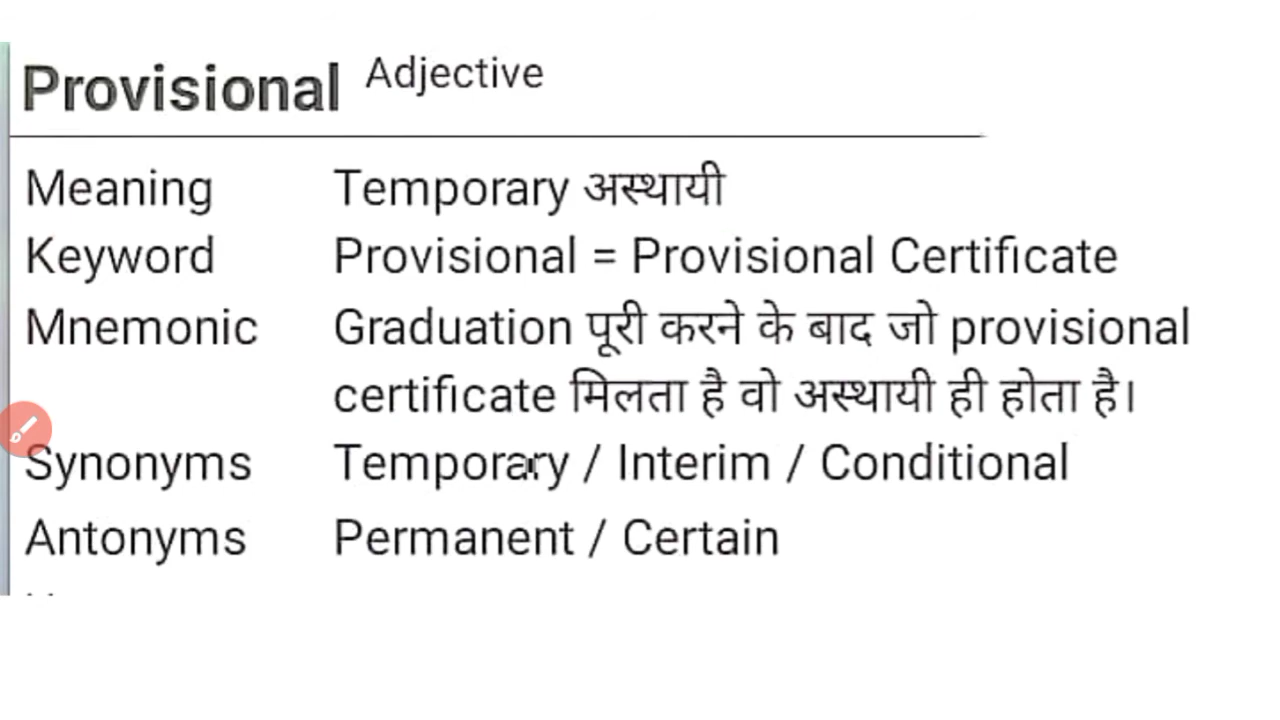 Provisional Adjective
Meaning Temporary अस्थायी
Keyword Provisional = Provisional Certificate
Mnemonic Graduation पूरी करने के बाद जो provisional
certificate मिलता है वो अस्थायी ही होता है।
Synonyms Temporary / Interim / Conditional
Antonyms Permanent / Certain